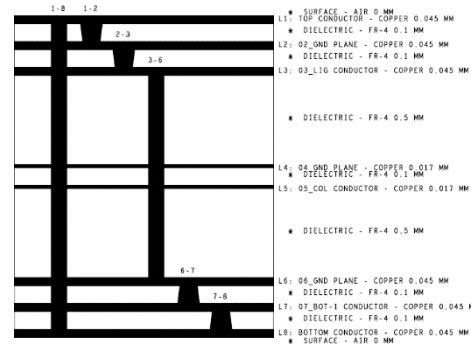 1-8 1-2
2-3
3-6
6-7
7-8
* SURFACE - AIR 0 MM
L1: TOP CONDUCTOR - COPPER 0.045 MM
* DIELECTRIC - FR-4 0.1 MM
L2: 02_GND PLANE - COPPER 0.045 MM
* DIELECTRIC - FR-4 0.1 MM
L3: 03_LIG CONDUCTOR - COPPER 0.045 MM
* DIELECTRIC - FR-4 0.5 MM
L4: 04_GND PLANE - COPPER 0.017 MM
* DIELECTRIC - FR-4 0.1 MM
L5: 05_COL CONDUCTOR - COPPER 0.017 MM
* DIELECTRIC - FR-4 0.5 MM
L6: 06_GND PLANE - COPPER 0.045 MM
* DIELECTRIC - FR-4 0.1 MM
L7: 07_BOT-1 CONDUCTOR - COPPER 0.045 M
* DIELECTRIC - FR-4 0.1 MM
L8: BOTTOM CONDUCTOR - COPPER 0.045 MM
* SURFACE - AIR 0 MM